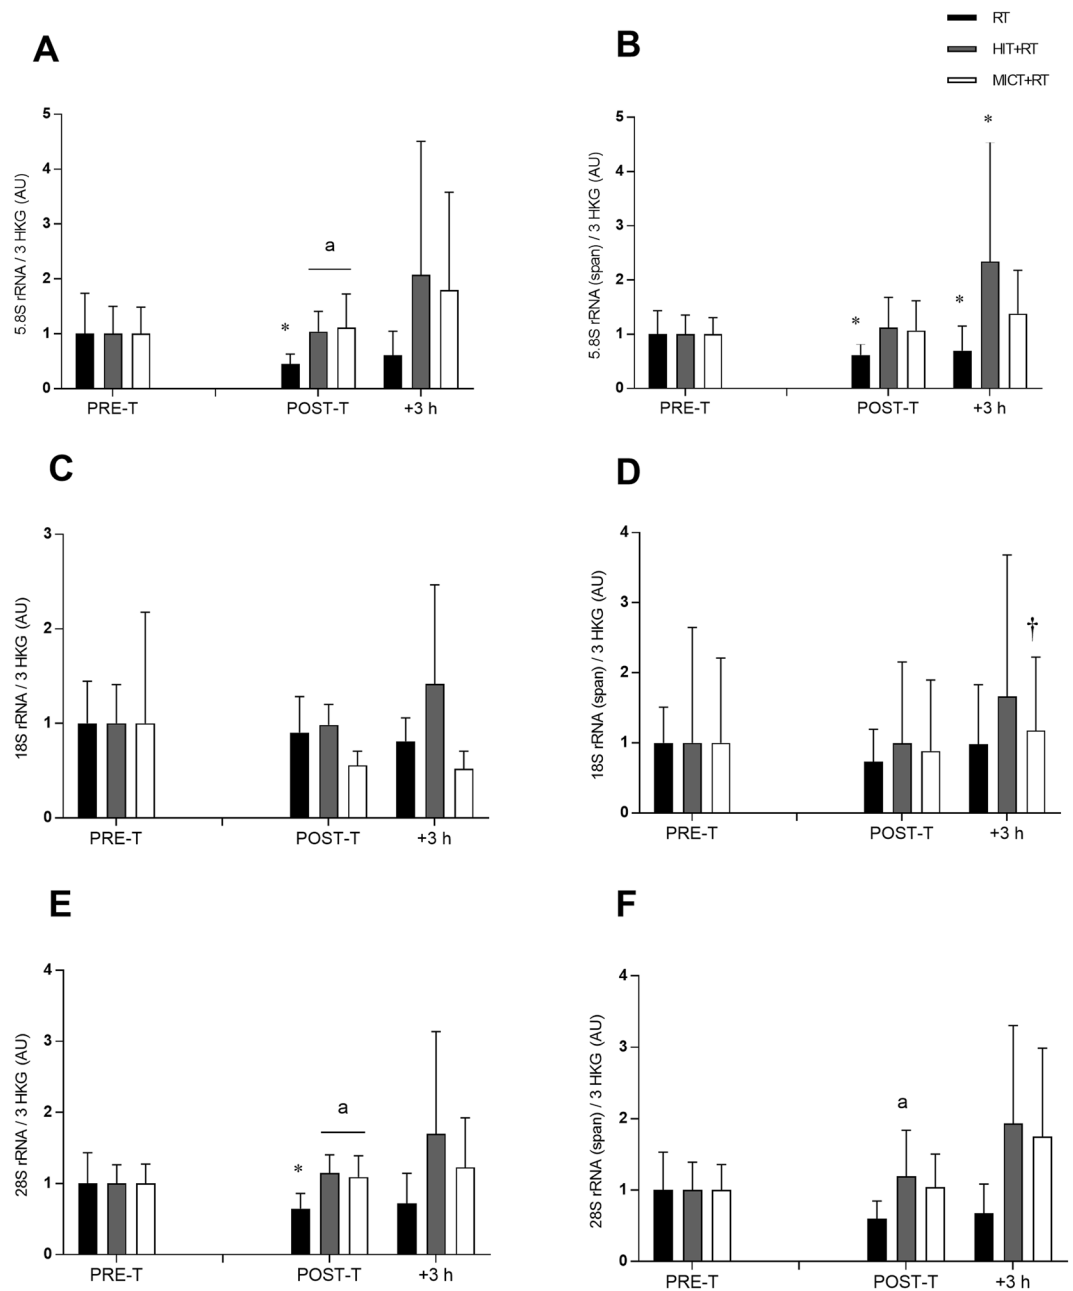 RT
HIT+RT
MICT+RT
A
5.8S rRNA / 3 HKG (AU)
5
4
3
2
1
0
a
*
PRE-T
POST-T
+3 h
B
5.8S rRNA (span) / 3 HKG (AU)
5
4
3
2
1
0
*
*
*
PRE-T
POST-T
+3 h
C
18S rRNA / 3 HKG (AU)
3
2
1
0
PRE-T
POST-T
+3 h
D
18S rRNA (span) / 3 HKG (AU)
4
3
2
1
0
†
PRE-T
POST-T
+3 h
E
28S rRNA / 3 HKG (AU)
4
3
2
1
0
a
*
PRE-T
POST-T
+3 h
F
28S rRNA (span) / 3 HKG (AU)
4
3
2
1
0
a
PRE-T
POST-T
+3 h